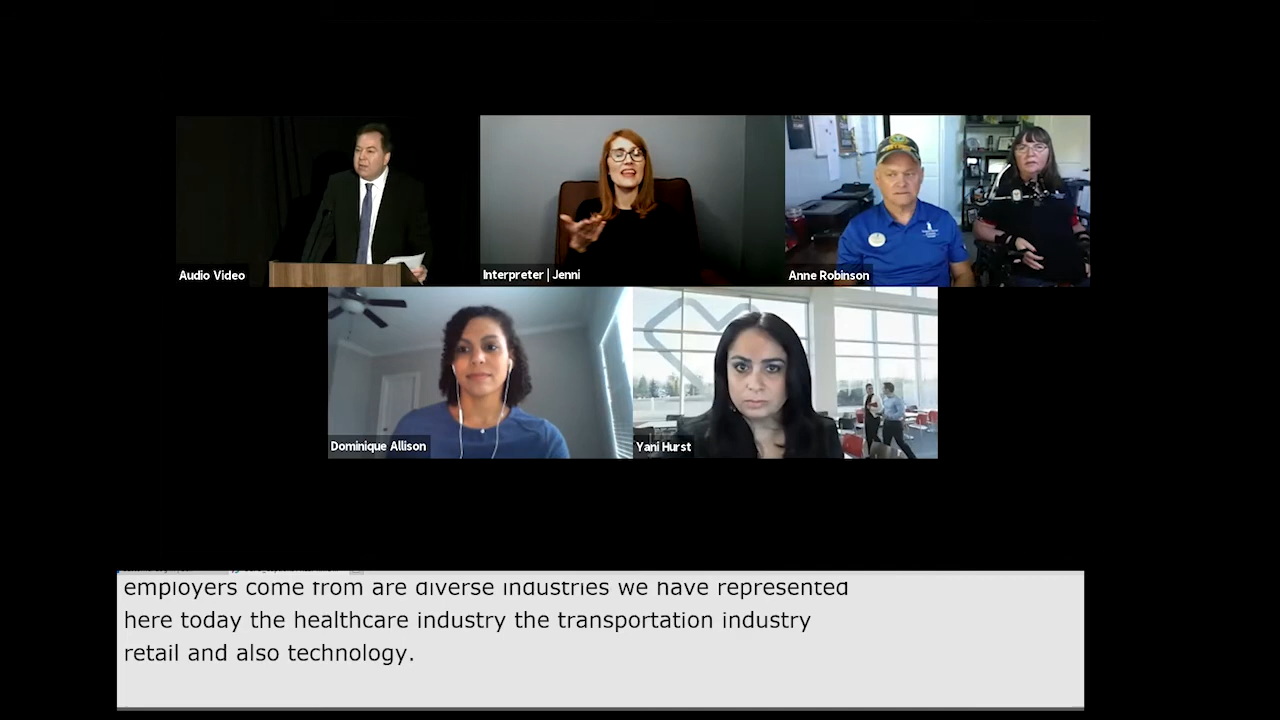 Audio Video
Interpreter | Jenni
Anne Robinson
Dominique Allison
Yani Hurst
employers come from are diverse industries we have represented
here today the healthcare industry the transportation industry
retail and also technology.